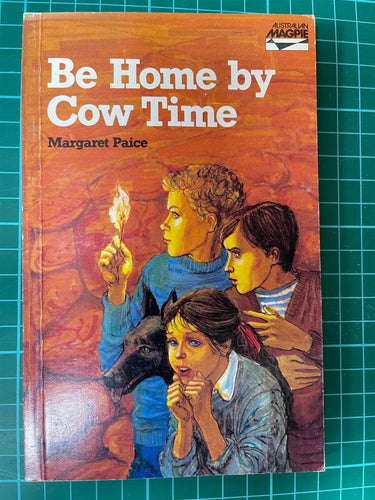 AUSTRALIAN
MAGPIE
Be Home by
Cow Time
Margaret Paice